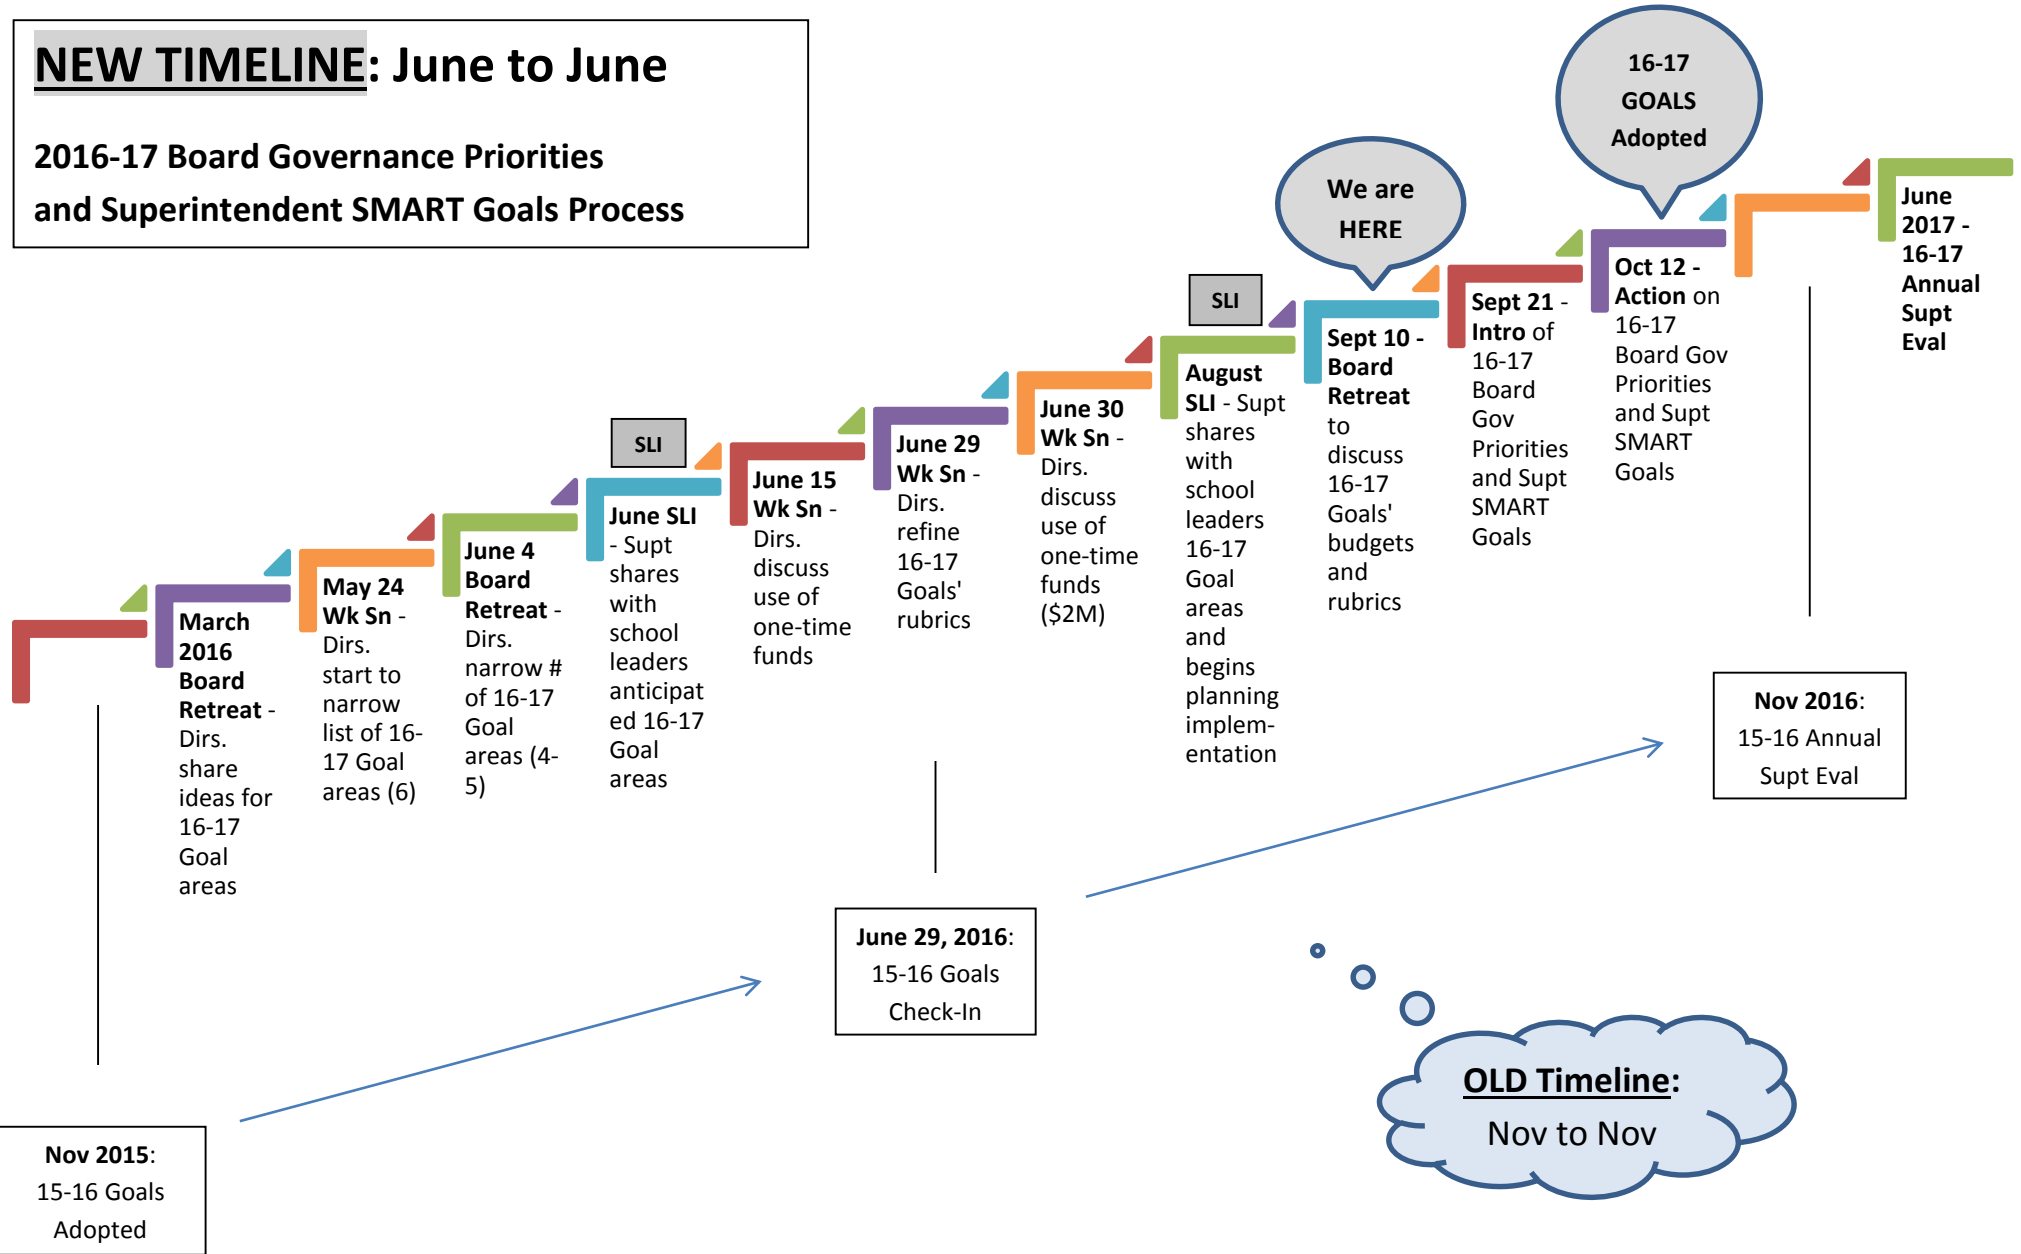 NEW TIMELINE: June to June
2016-17 Board Governance Priorities
and Superintendent SMART Goals Process
March
2016
Board
Retreat -
Dirs.
share
ideas for
16-17
Goal
areas
May 24
Wk Sn -
Dirs.
start to
narrow
list of 16-
17 Goal
areas (6)
June 4
Board
Retreat -
Dirs.
narrow #
of 16-17
Goal
areas (4-
5)
SLI
June SLI
- Supt
shares
with
school
leaders
anticipat
ed 16-17
Goal
areas
June 15
Wk Sn -
Dirs.
discuss
use of
one-time
funds
June 29
Wk Sn -
Dirs.
refine
16-17
Goals'
rubrics
June 30
Wk Sn -
Dirs.
discuss
use of
one-time
funds
($2M)
SLI
August
SLI - Supt
shares
with
school
leaders
16-17
Goal
areas
and
begins
planning
implem-
entation
We are
HERE
Sept 10 -
Board
Retreat
to
discuss
16-17
Goals'
budgets
and
rubrics
Sept 21 -
Intro of
16-17
Board
Gov
Priorities
and Supt
SMART
Goals
16-17
GOALS
Adopted
Oct 12 -
Action on
16-17
Board Gov
Priorities
and Supt
SMART
Goals
June
2017 -
16-17
Annual
Supt
Eval
Nov 2015:
15-16 Goals
Adopted
June 29, 2016:
15-16 Goals
Check-In
Nov 2016:
15-16 Annual
Supt Eval
OLD Timeline:
Nov to Nov